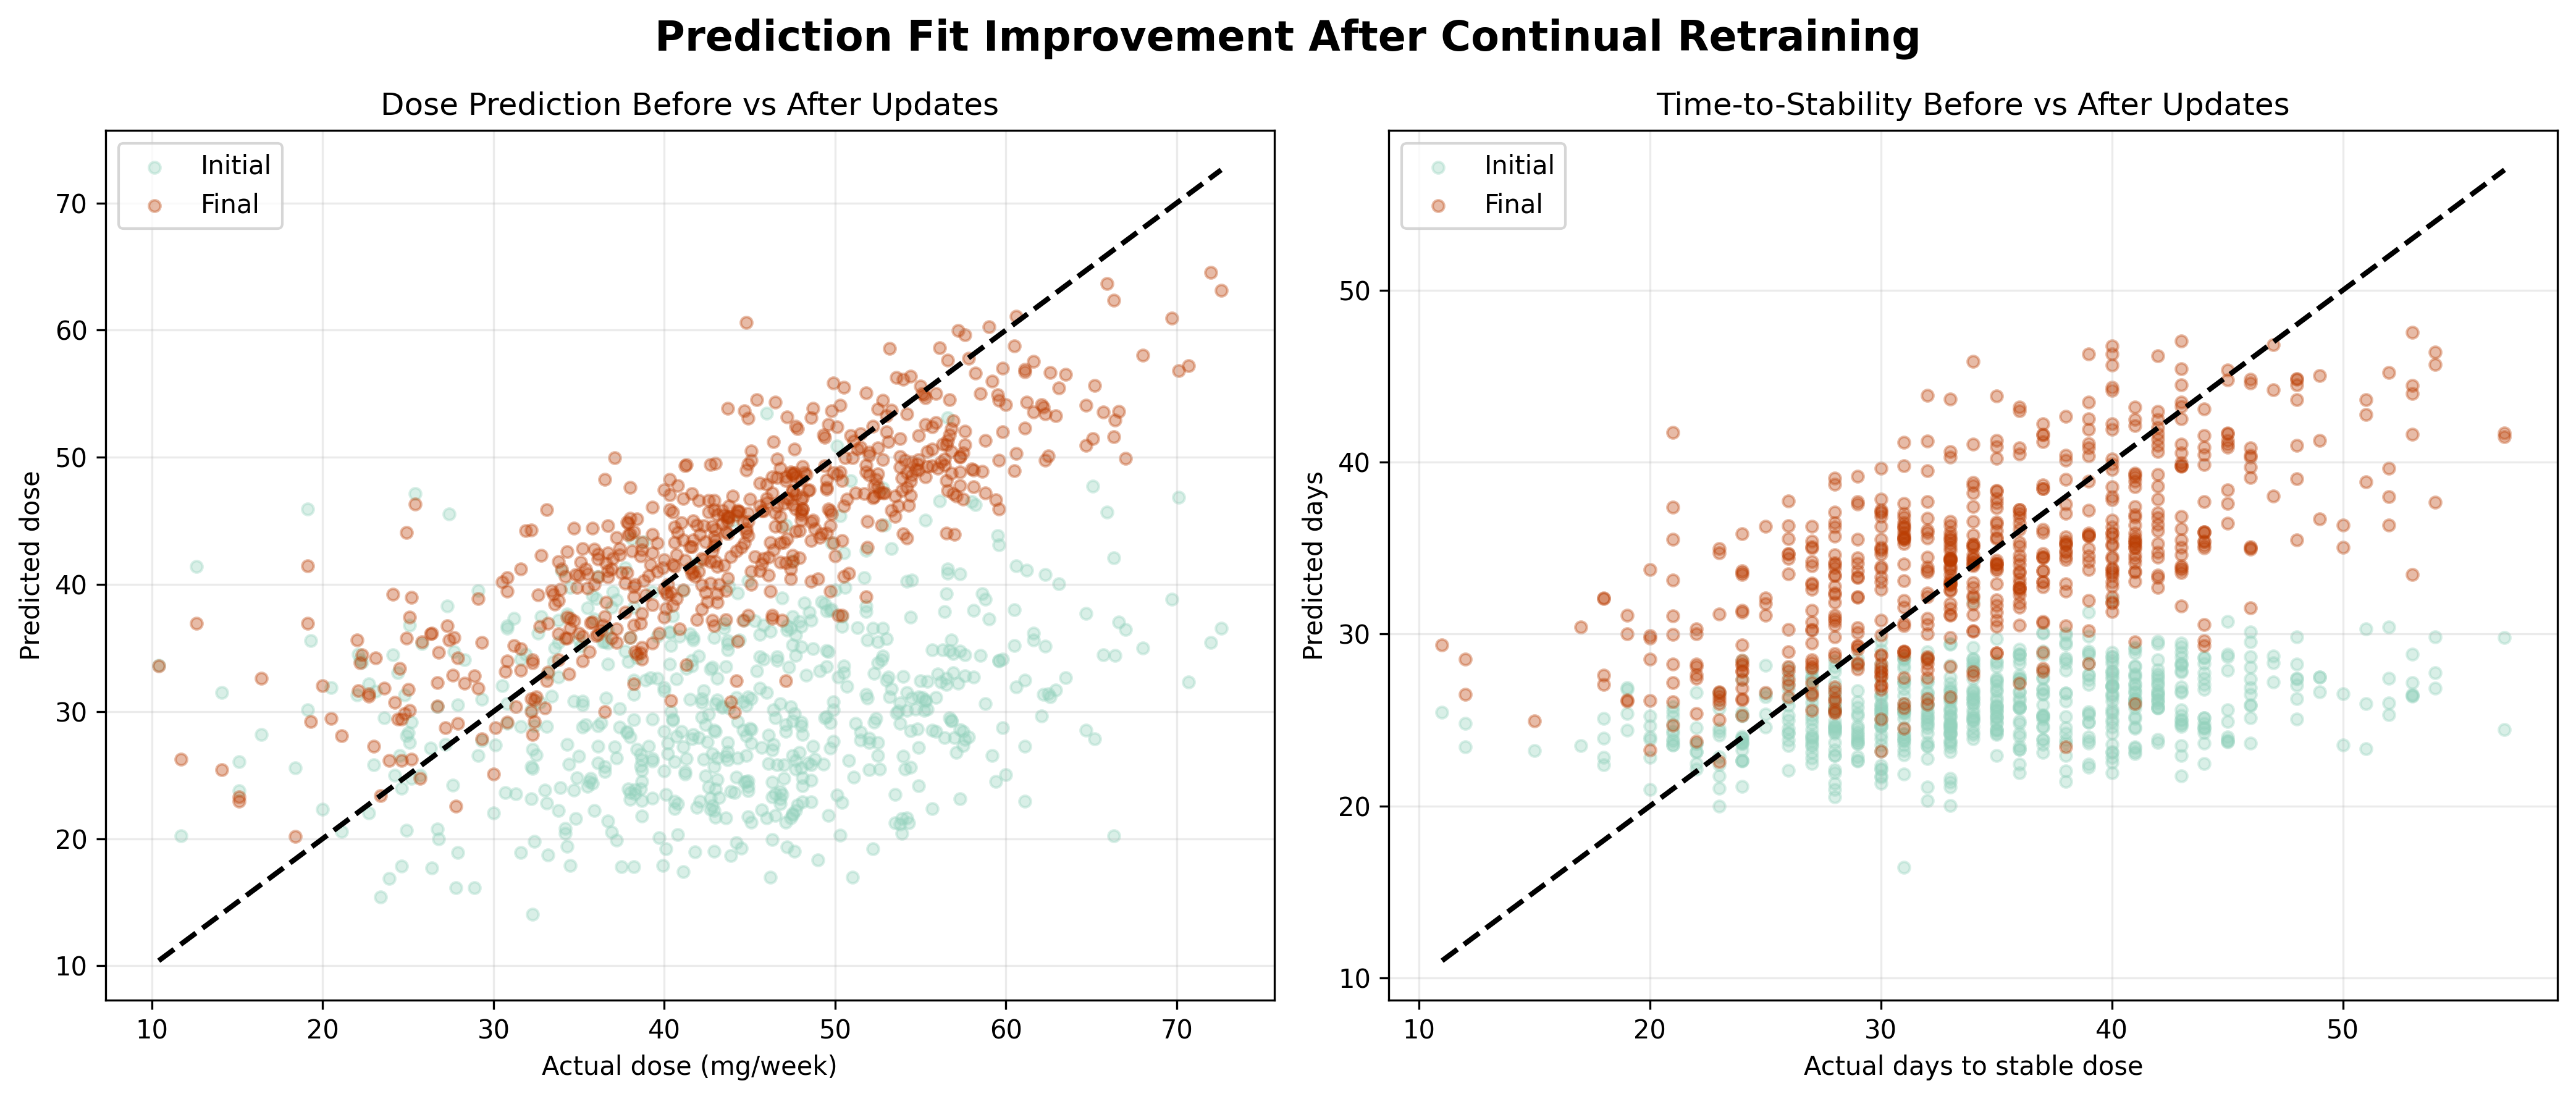 Prediction Fit Improvement After Continual Retraining
Dose Prediction Before vs After Updates
Initial
Final
70
60
50
40
30
20
10
Predicted dose
10 20 30 40 50 60 70
Actual dose (mg/week)
Time-to-Stability Before vs After Updates
Initial
Final
50
40
30
20
10
Predicted days
10 20 30 40 50
Actual days to stable dose